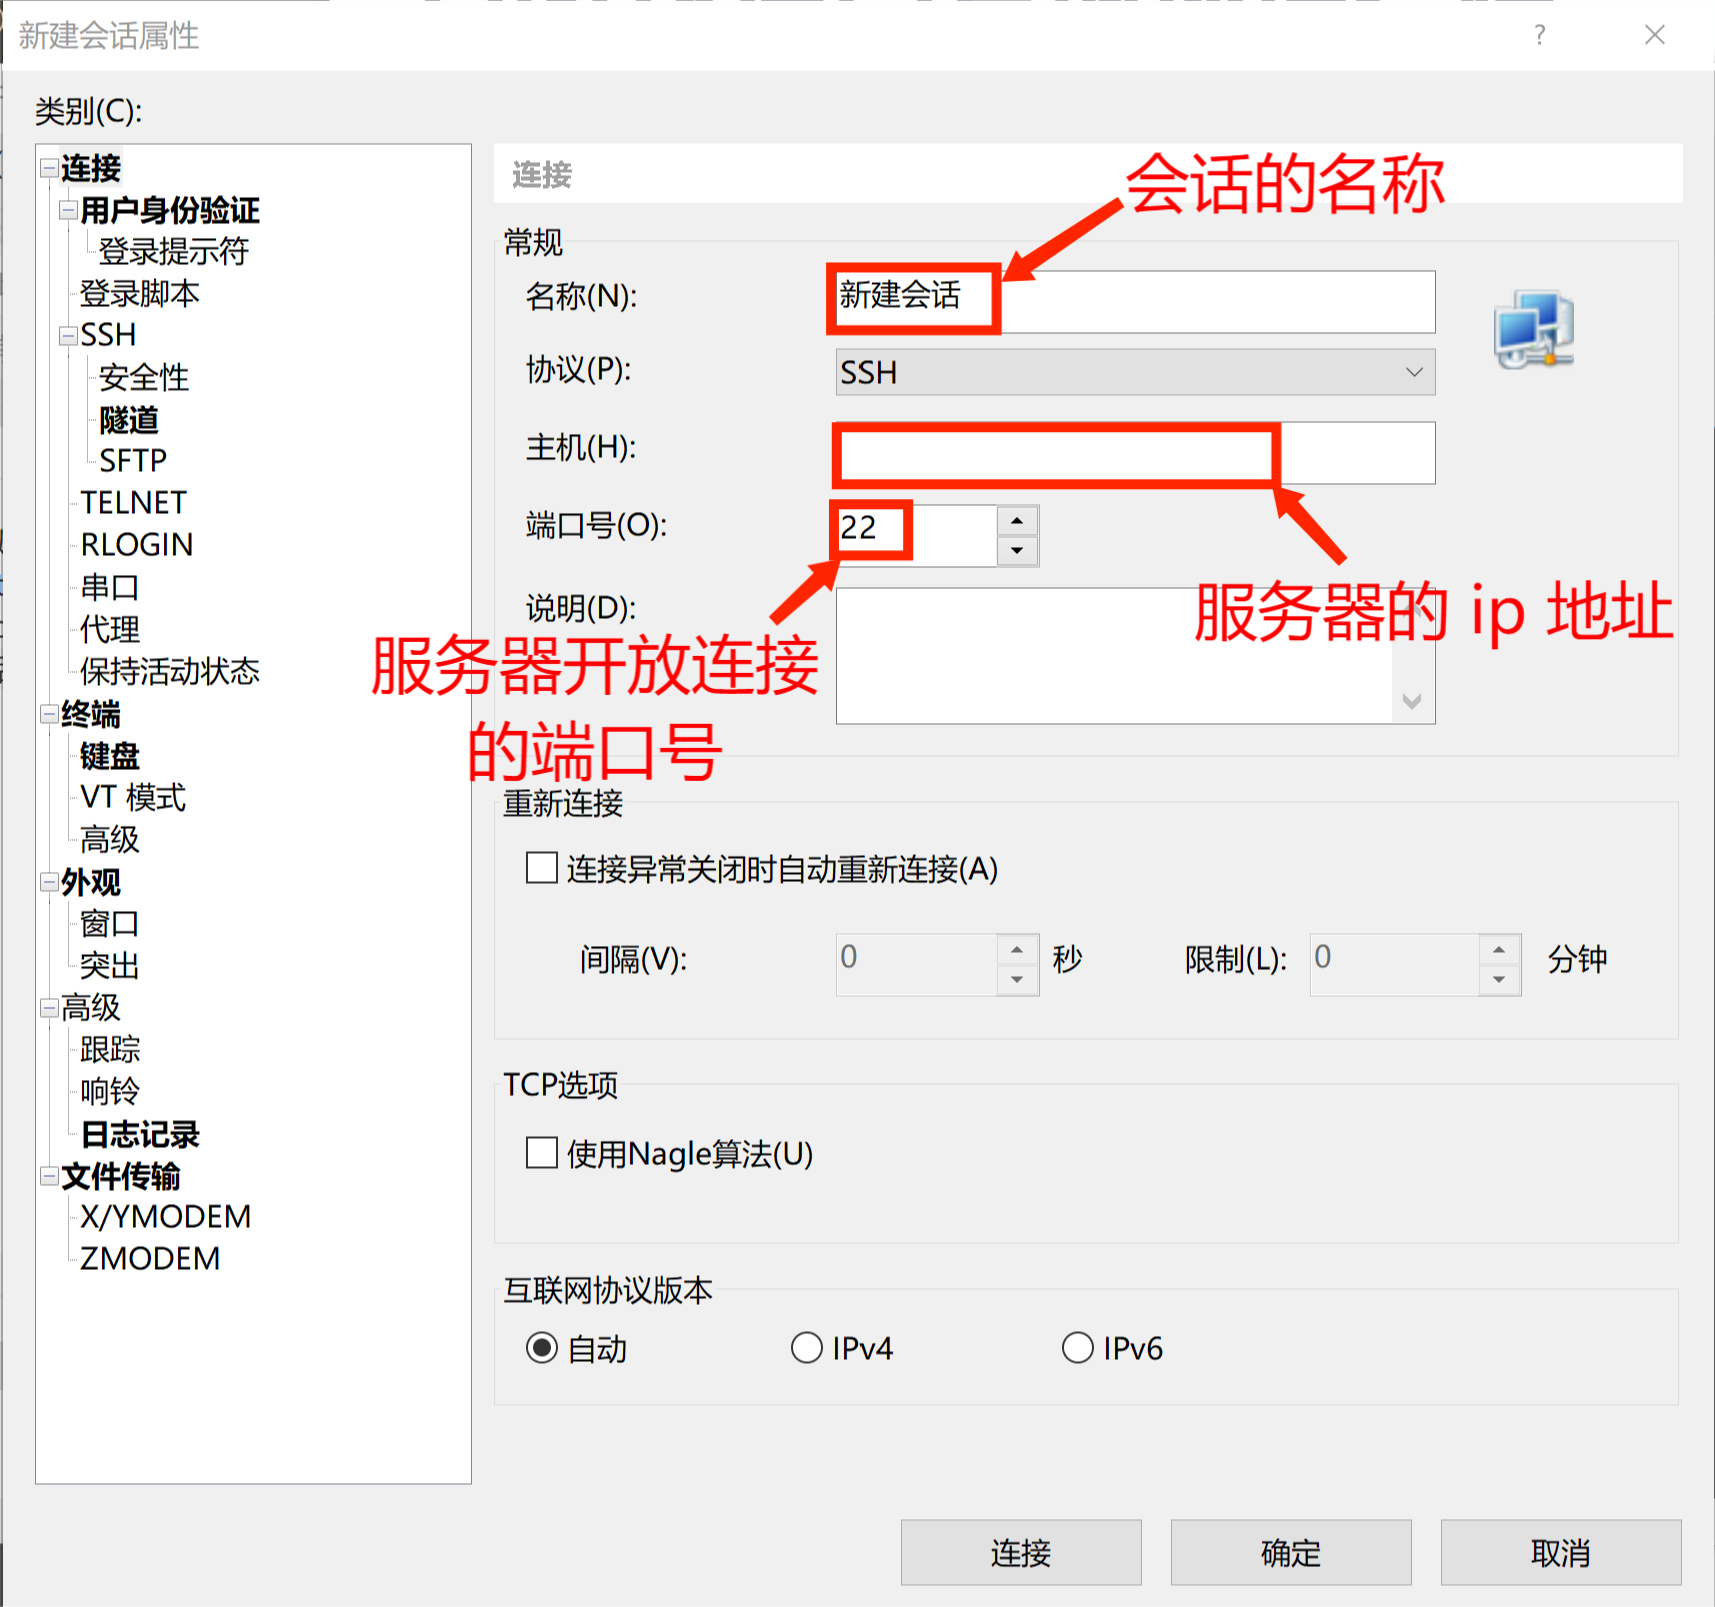 新建会话属性
?
类别(C):
连接
用户身份验证
登录提示符
登录脚本
SSH
安全性
隧道
SFTP
TELNET
RLOGIN
串口
代理
保持活动状态
终端
键盘
VT 模式
高级
外观
窗口
突出
高级
跟踪
响铃
日志记录
文件传输
X/YMODEM
ZMODEM
连接
会话的名称
常规
名称(N):
新建会话
协议(P):
SSH
主机(H):
端口号(O):
22
服务器的 ip 地址
说明(D):
服务器开放连接
的端口号
重新连接
连接异常关闭时自动重新连接(A)
间隔(V):
0
秒
限制(L):
0
分钟
TCP选项
使用Nagle算法(U)
互联网协议版本
自动
IPv4
IPv6
连接
确定
取消